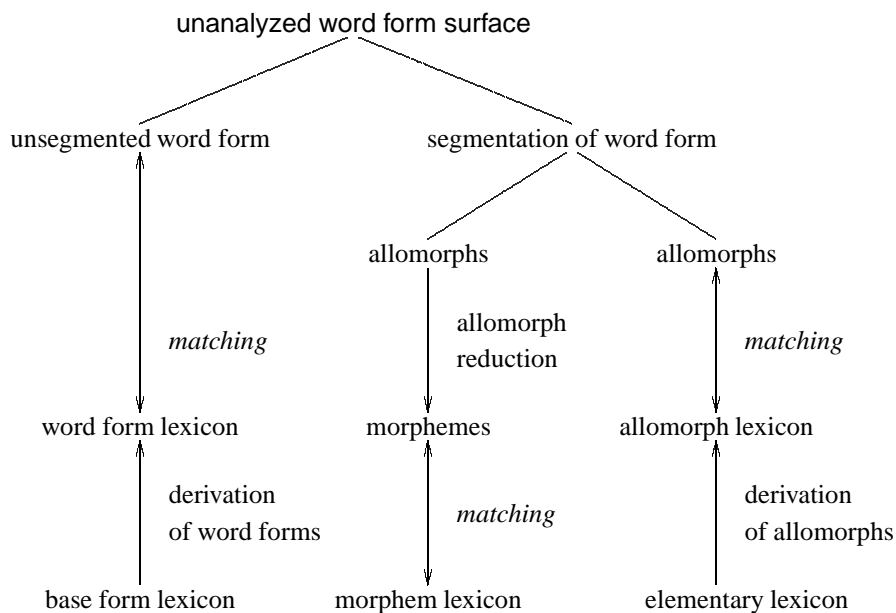 unanalyzed word form surface
unsegmented word form
segmentation of word form
allomorphs
allomorphs
matching
allomorph
reduction
matching
word form lexicon
morphemes
allomorph lexicon
derivation
of word forms
matching
derivation
of allomorphs
base form lexicon
morphem lexicon
elementary lexicon